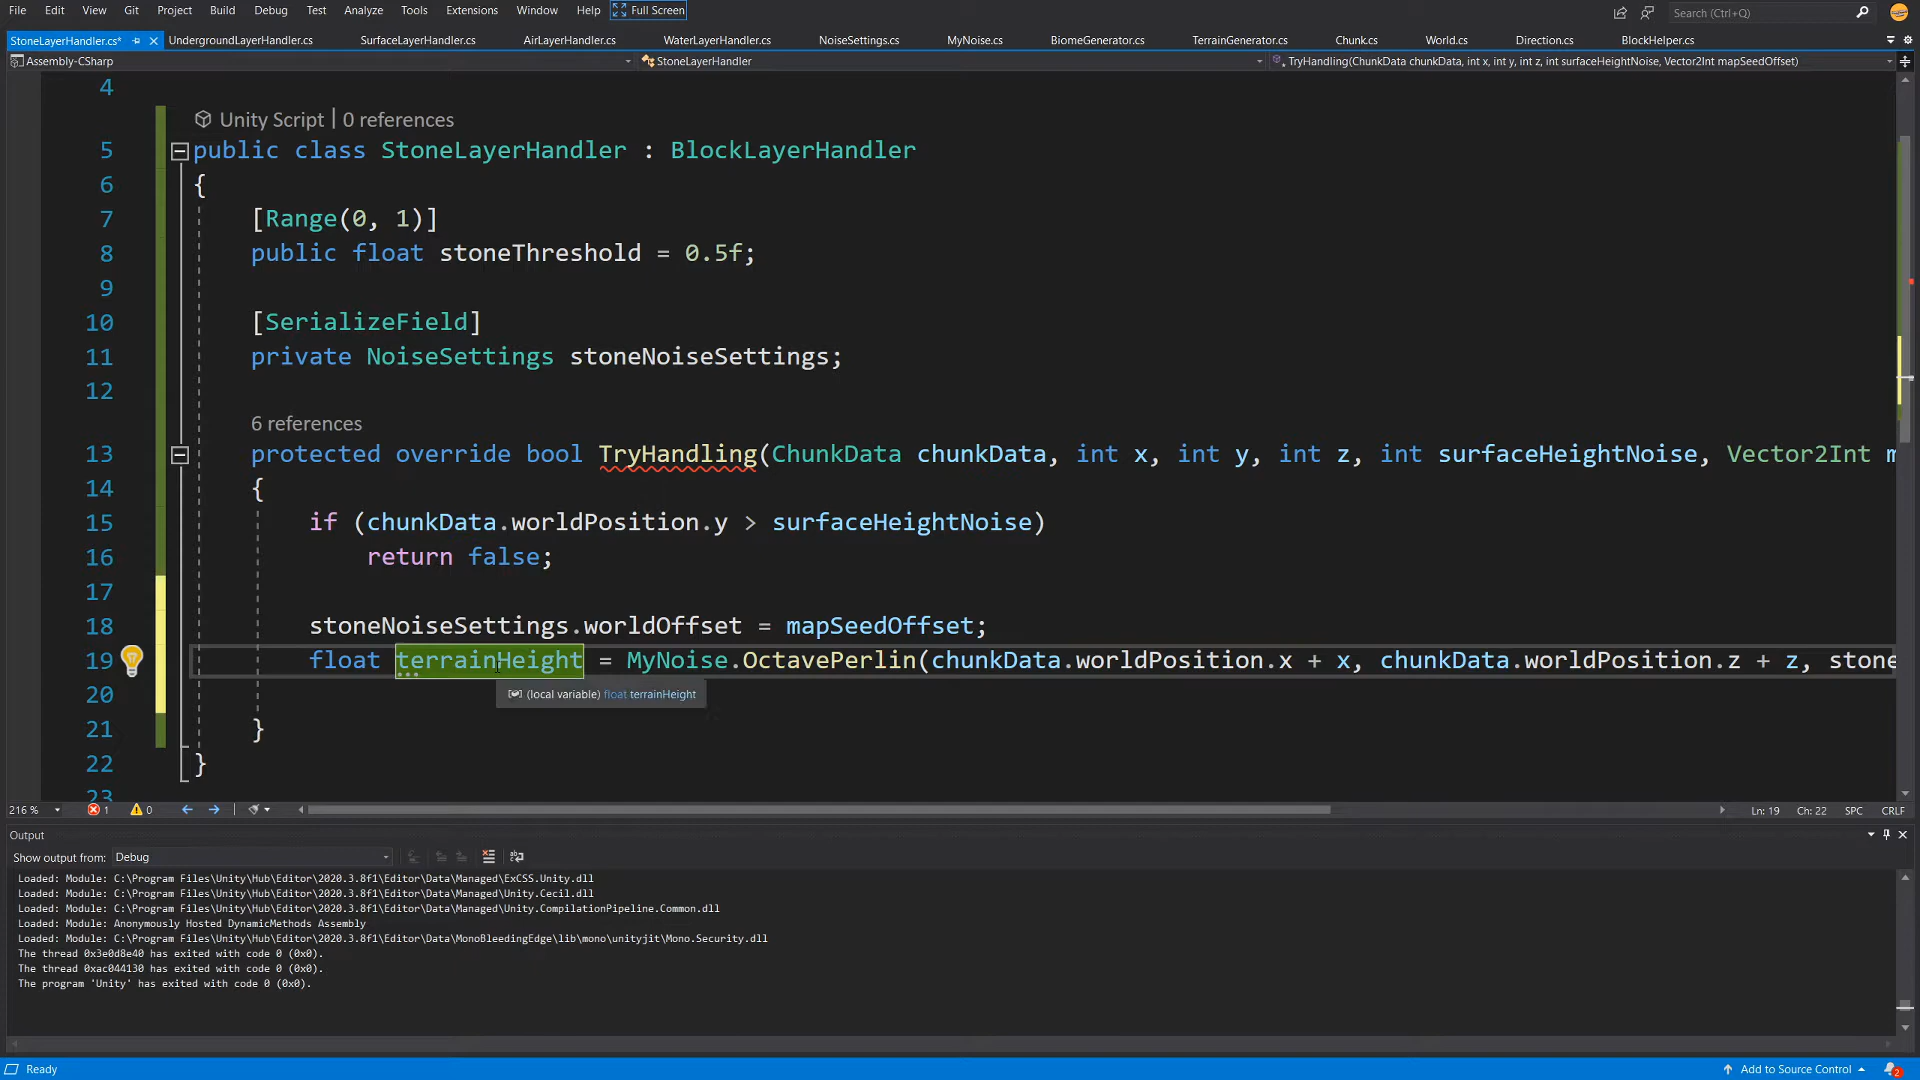 File Edit View Git Project Build Debug Test Analyze Tools Extensions Window Help Full Screen Search (Ctrl+Q)
StoneLayerHandler.cs* UndergroundLayerHandler.cs SurfaceLayerHandler.cs AirLayerHandler.cs WaterLayerHandler.cs NoiseSettings.cs MyNoise.cs BiomeGenerator.cs TerrainGenerator.cs Chunk.cs World.cs Direction.cs BlockHelper.cs
Assembly-CSharp StoneLayerHandler TryHandling(ChunkData chunkData, int x, int y, int z, int surfaceHeightNoise, Vector2Int mapSeedOffset)
4
Unity Script | 0 references
5 public class StoneLayerHandler : BlockLayerHandler
6 {
7 [Range(0, 1)]
8 public float stoneThreshold = 0.5f;
9
10 [SerializeField]
11 private NoiseSettings stoneNoiseSettings;
12
6 references
13 protected override bool TryHandling(ChunkData chunkData, int x, int y, int z, int surfaceHeightNoise, Vector2Int m
14 {
15 if (chunkData.worldPosition.y > surfaceHeightNoise)
16 return false;
17
18 stoneNoiseSettings.worldOffset = mapSeedOffset;
19 float terrainHeight = MyNoise.OctavePerlin(chunkData.worldPosition.x + x, chunkData.worldPosition.z + z, stone
20 (local variable) float terrainHeight
21 }
22 }
23
216 % 1 0 Ln: 19 Ch: 22 SPC CRLF
Output
Show output from: Debug
Loaded: Module: C:\Program Files\Unity\Hub\Editor\2020.3.8f1\Editor\Data\Managed\ExCSS.Unity.dll
Loaded: Module: C:\Program Files\Unity\Hub\Editor\2020.3.8f1\Editor\Data\Managed\Unity.Cecil.dll
Loaded: Module: C:\Program Files\Unity\Hub\Editor\2020.3.8f1\Editor\Data\Managed\Unity.CompilationPipeline.Common.dll
Loaded: Module: Anonymously Hosted DynamicMethods Assembly
Loaded: Module: C:\Program Files\Unity\Hub\Editor\2020.3.8f1\Editor\Data\MonoBleedingEdge\lib\mono\unityjit\Mono.Security.dll
The thread 0x3e0d8e40 has exited with code 0 (0x0).
The thread 0xac044130 has exited with code 0 (0x0).
The program 'Unity' has exited with code 0 (0x0).
Ready Add to Source Control 2